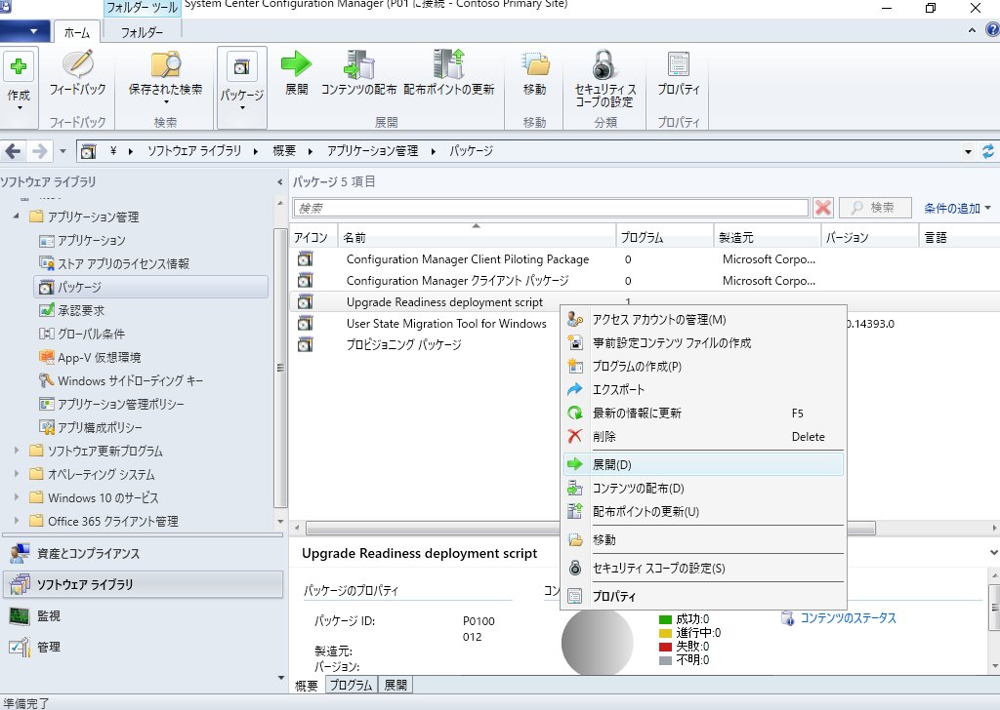 フォルダー ツール
System Center Configuration Manager (P01 に接続 - Contoso Primary Site)
ホーム
フォルダー
作成
フィードバック
保存された検索
パッケージ
展開
コンテンツの配布
配布ポイントの更新
移動
セキュリティ スコープの設定
プロパティ
フィードバック
検索
展開
移動
分類
プロパティ
¥ ソフトウェア ライブラリ 概要 アプリケーション管理 パッケージ
ソフトウェア ライブラリ
アプリケーション管理
アプリケーション
ストア アプリのライセンス情報
パッケージ
承認要求
グローバル条件
App-V 仮想環境
Windows サイドローディング キー
アプリケーション管理ポリシー
アプリ構成ポリシー
ソフトウェア更新プログラム
オペレーティング システム
Windows 10 のサービス
Office 365 クライアント管理
資産とコンプライアンス
ソフトウェア ライブラリ
監視
管理
パッケージ 5 項目
検索
検索
条件の追加
アイコン 名前 プログラム 製造元 バージョン 言語
Configuration Manager Client Piloting Package 0 Microsoft Corpo...
Configuration Manager クライアント パッケージ 0 Microsoft Corpo...
Upgrade Readiness deployment script 1
User State Migration Tool for Windows 0.14393.0
プロビジョニング パッケージ
アクセス アカウントの管理(M)
事前設定コンテンツ ファイルの作成
プログラムの作成(P)
エクスポート
最新の情報に更新 F5
削除 Delete
展開(D)
コンテンツの配布(D)
配布ポイントの更新(U)
移動
セキュリティ スコープの設定(S)
プロパティ
Upgrade Readiness deployment script
パッケージのプロパティ
コン
パッケージ ID: P0100
012
製造元:
バージョン:
成功:0
進行中:0
失敗:0
不明:0
コンテンツのステータス
概要 プログラム 展開
準備完了